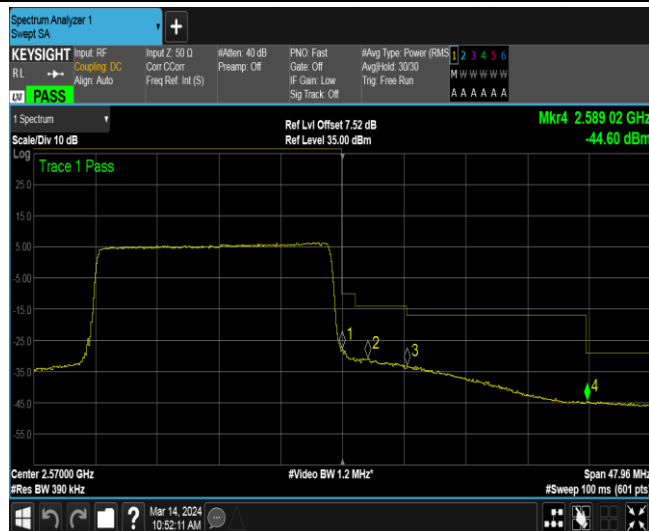 Spectrum Analyzer 1
Swept SA
KEYSIGHT
RL
LXI PASS
Input: RF
Coupling: DC
Align: Auto
Input Z: 50 Ω
Corr CCorr
Freq Ref: Int (S)
#Atten: 40 dB
Preamp: Off
PNO: Fast
Gate: Off
IF Gain: Low
Sig Track: Off
#Avg Type: Power (RMS
Avg|Hold: 30/30
Trig: Free Run
1 2 3 4 5 6
M W W W W W
A A A A A A
1 Spectrum
Scale/Div 10 dB
Ref Lvl Offset 7.52 dB
Ref Level 35.00 dBm
Mkr4 2.589 02 GHz
-44.60 dBm
Log
Trace 1 Pass
25.0
15.0
5.00
-5.00
-15.0
-25.0
-35.0
-45.0
-55.0
1
2
3
4
Center 2.57000 GHz
#Res BW 390 kHz
#Video BW 1.2 MHz*
Span 47.96 MHz
#Sweep 100 ms (601 pts)
?
Mar 14, 2024
10:52:11 AM